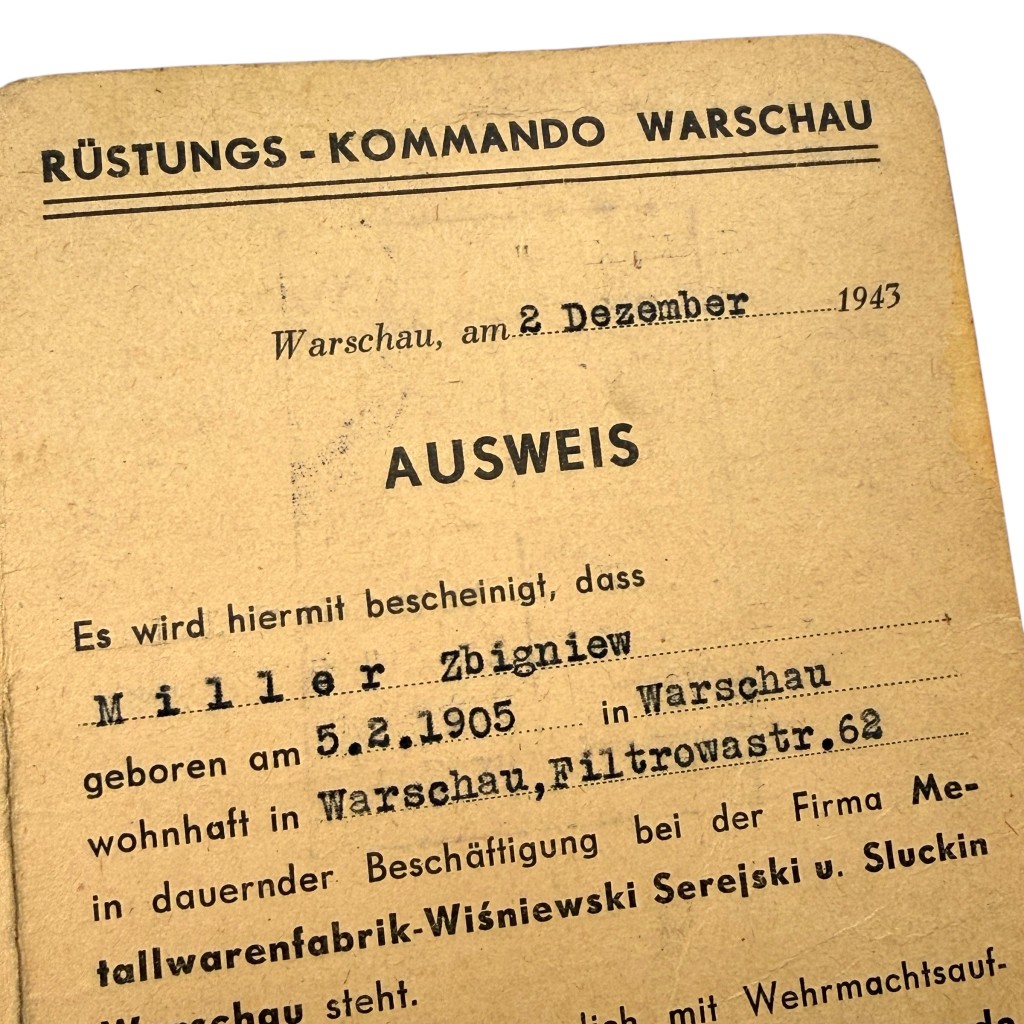 RÜSTUNGS - KOMMANDO WARSCHAU
Warschau, am 2 Dezember 1943
AUSWEIS
Es wird hiermit bescheinigt, dass
Miller Zbigniew
geboren am 5.2.1905 in Warschau
wohnhaft in Warschau,Filtrowastr.62
in dauernder Beschäftigung bei der Firma Me-
tallwarenfabrik-Wiśniewski Serejski u. Sluckin
Warschau steht.
mit Wehrmachtsauf-